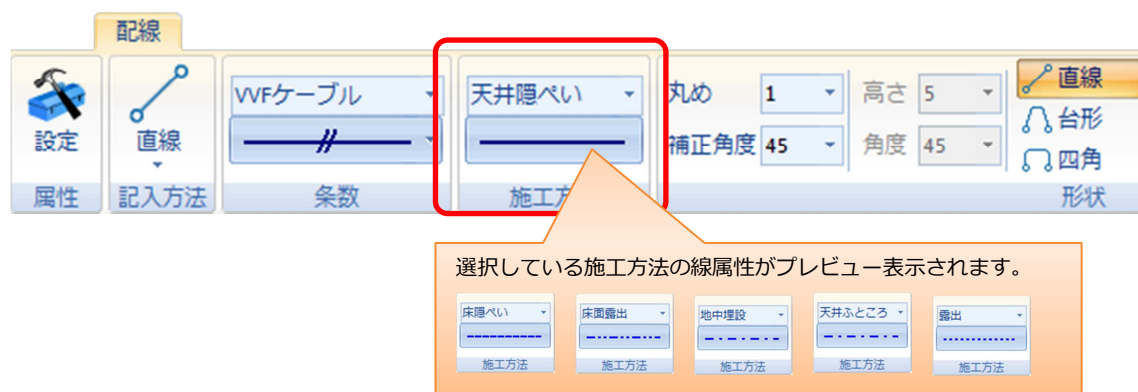 配線
設定
属性
直線
記入方法
VVFケーブル
条数
天井隠ぺい
施工方
丸め 1
補正角度 45
高さ 5
角度 45
直線
台形
四角
形状
選択している施工方法の線属性がプレビュー表示されます。
床隠ぺい
施工方法
床面露出
施工方法
地中埋設
施工方法
天井ふところ
施工方法
露出
施工方法